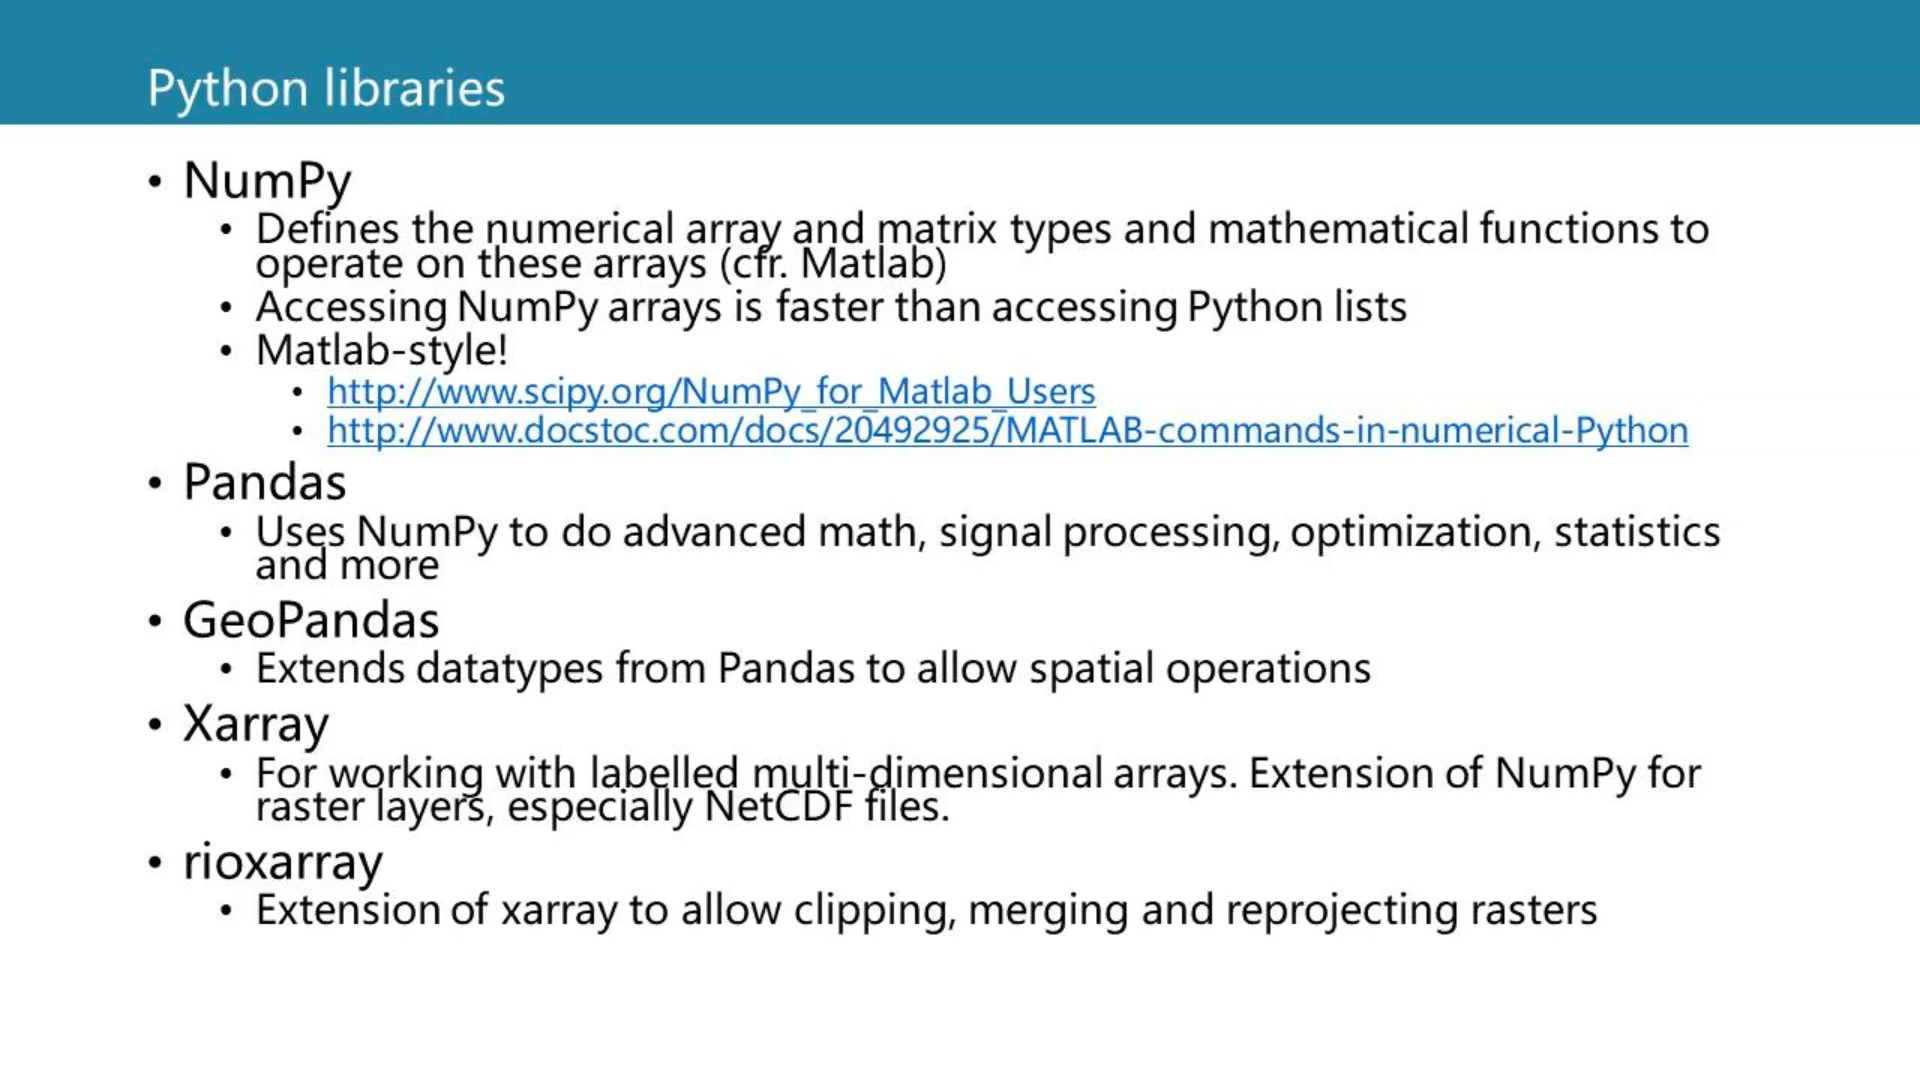 Python libraries
• NumPy
• Defines the numerical array and matrix types and mathematical functions to
operate on these arrays (cfr. Matlab)
• Accessing NumPy arrays is faster than accessing Python lists
• Matlab-style!
• http://www.scipy.org/NumPy_for_Matlab_Users
• http://www.docstoc.com/docs/20492925/MATLAB-commands-in-numerical-Python
• Pandas
• Uses NumPy to do advanced math, signal processing, optimization, statistics
and more
• GeoPandas
• Extends datatypes from Pandas to allow spatial operations
• Xarray
• For working with labelled multi-dimensional arrays. Extension of NumPy for
raster layers, especially NetCDF files.
• rioxarray
• Extension of xarray to allow clipping, merging and reprojecting rasters